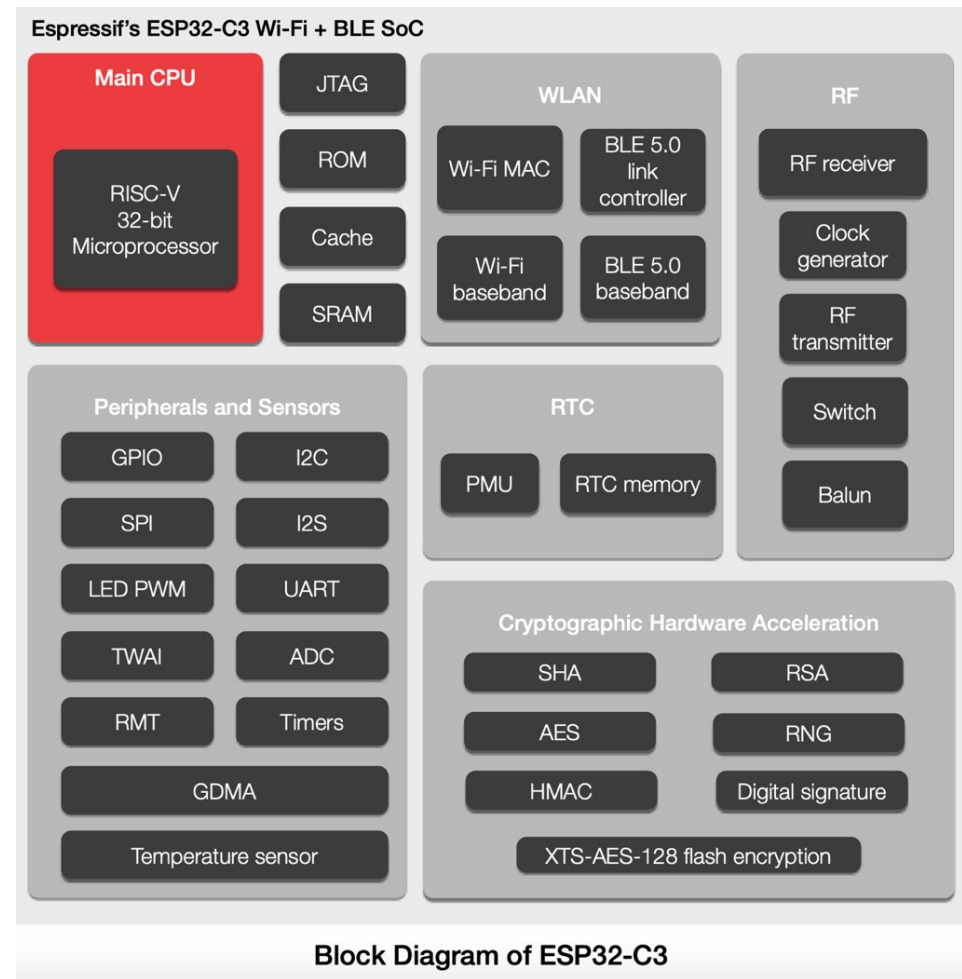 Espressif's ESP32-C3 Wi-Fi + BLE SoC
Main CPU
RISC-V
32-bit
Microprocessor
JTAG
ROM
Cache
SRAM
WLAN
Wi-Fi MAC
BLE 5.0
link
controller
Wi-Fi
baseband
BLE 5.0
baseband
RF
RF receiver
Clock
generator
RF
transmitter
Switch
Balun
Peripherals and Sensors
GPIO
I2C
SPI
I2S
LED PWM
UART
TWAI
ADC
RMT
Timers
GDMA
Temperature sensor
RTC
PMU
RTC memory
Cryptographic Hardware Acceleration
SHA
RSA
AES
RNG
HMAC
Digital signature
XTS-AES-128 flash encryption
Block Diagram of ESP32-C3